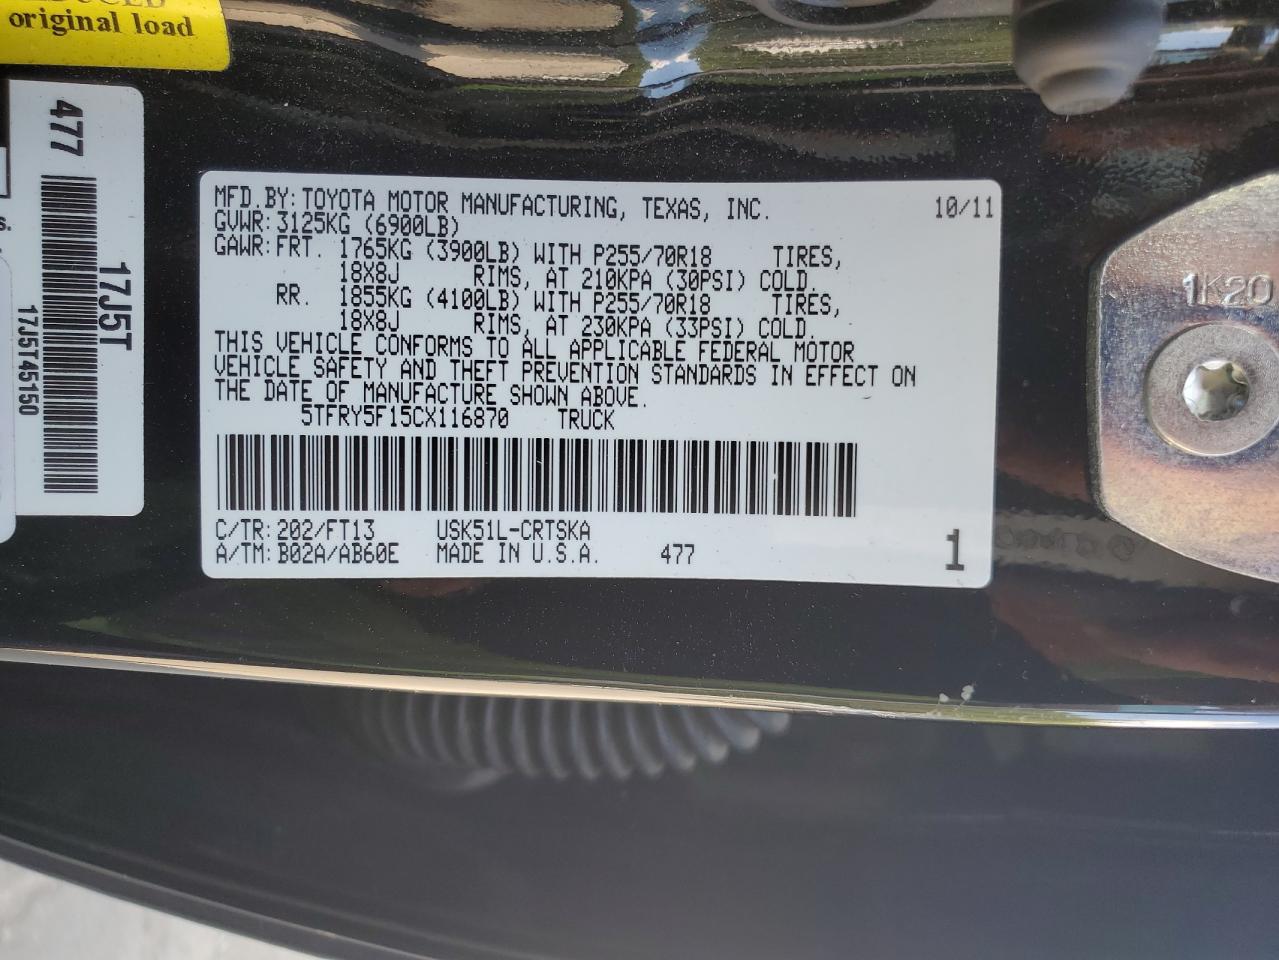 original load
477
17J5T
17J5T45150
MFD.BY: TOYOTA MOTOR MANUFACTURING, TEXAS, INC. 10/11
GVWR: 3125KG (6900LB)
GAWR: FRT. 1765KG (3900LB) WITH P255/70R18 TIRES,
18X8J RIMS, AT 210KPA (30PSI) COLD.
RR. 1855KG (4100LB) WITH P255/70R18 TIRES,
18X8J RIMS, AT 230KPA (33PSI) COLD.
THIS VEHICLE CONFORMS TO ALL APPLICABLE FEDERAL MOTOR
VEHICLE SAFETY AND THEFT PREVENTION STANDARDS IN EFFECT ON
THE DATE OF MANUFACTURE SHOWN ABOVE.
5TFRY5F15CX116870 TRUCK
C/TR: 202/FT13 USK51L-CRTSKA
A/TM: B02A/AB60E MADE IN U.S.A. 477 1
1K20